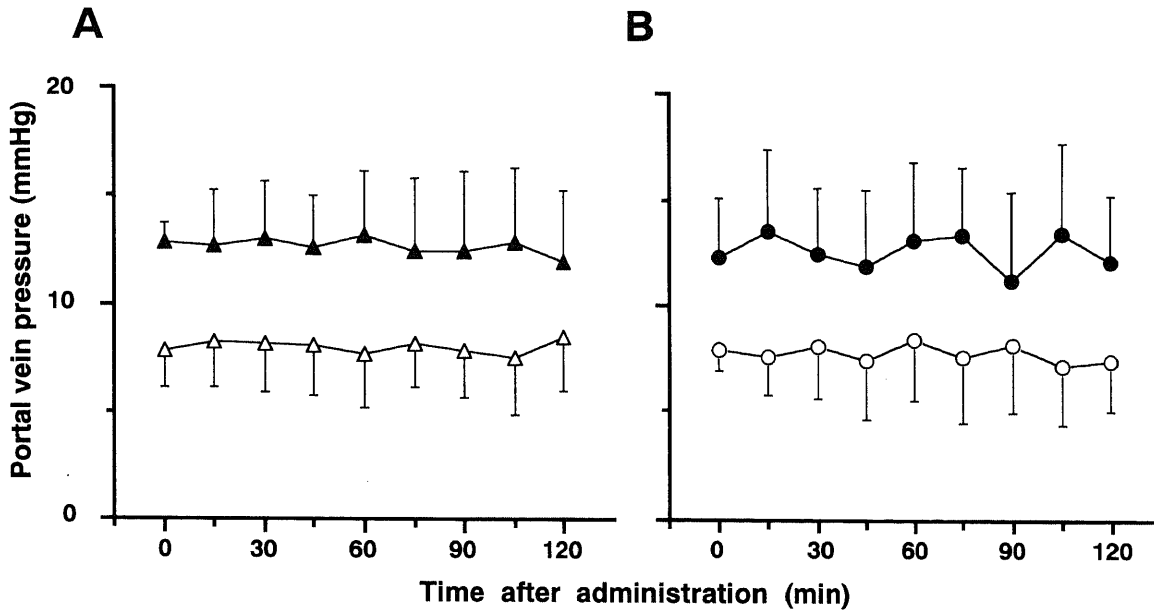 A
B
Portal vein pressure (mmHg)
20
10
0
0 30 60 90 120
0 30 60 90 120
Time after administration (min)